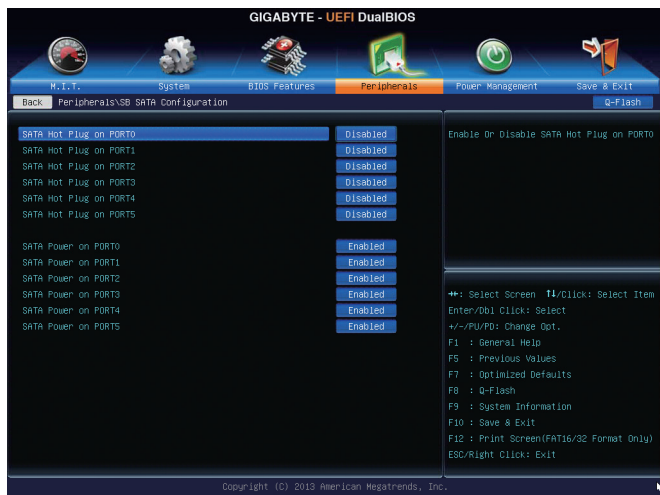 GIGABYTE - UEFI DualBIOS
M.I.T. System BIOS Features Peripherals Power Management Save & Exit
Back Peripherals\SB SATA Configuration Q-Flash
SATA Hot Plug on PORT0 Disabled
SATA Hot Plug on PORT1 Disabled
SATA Hot Plug on PORT2 Disabled
SATA Hot Plug on PORT3 Disabled
SATA Hot Plug on PORT4 Disabled
SATA Hot Plug on PORT5 Disabled
SATA Power on PORT0 Enabled
SATA Power on PORT1 Enabled
SATA Power on PORT2 Enabled
SATA Power on PORT3 Enabled
SATA Power on PORT4 Enabled
SATA Power on PORT5 Enabled
Enable Or Disable SATA Hot Plug on PORT0
→←: Select Screen ↑↓/Click: Select Item
Enter/Dbl Click: Select
+/-/PU/PD: Change Opt.
F1 : General Help
F5 : Previous Values
F7 : Optimized Defaults
F8 : Q-Flash
F9 : System Information
F10 : Save & Exit
F12 : Print Screen(FAT16/32 Format Only)
ESC/Right Click: Exit
Copyright (C) 2013 American Megatrends, Inc.